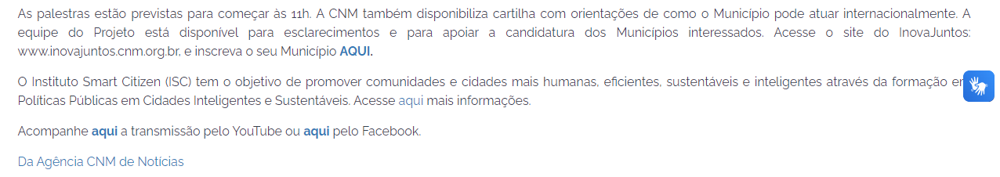 As palestras estão previstas para começar às 11h. A CNM também disponibiliza cartilha com orientações de como o Município pode atuar internacionalmente. A
equipe do Projeto está disponível para esclarecimentos e para apoiar a candidatura dos Municípios interessados. Acesse o site do InovaJuntos:
www.inovajuntos.cnm.org.br, e inscreva o seu Município AQUI.
O Instituto Smart Citizen (ISC) tem o objetivo de promover comunidades e cidades mais humanas, eficientes, sustentáveis e inteligentes através da formação em
Políticas Públicas em Cidades Inteligentes e Sustentáveis. Acesse aqui mais informações.
Acompanhe aqui a transmissão pelo YouTube ou aqui pelo Facebook.
Da Agência CNM de Notícias